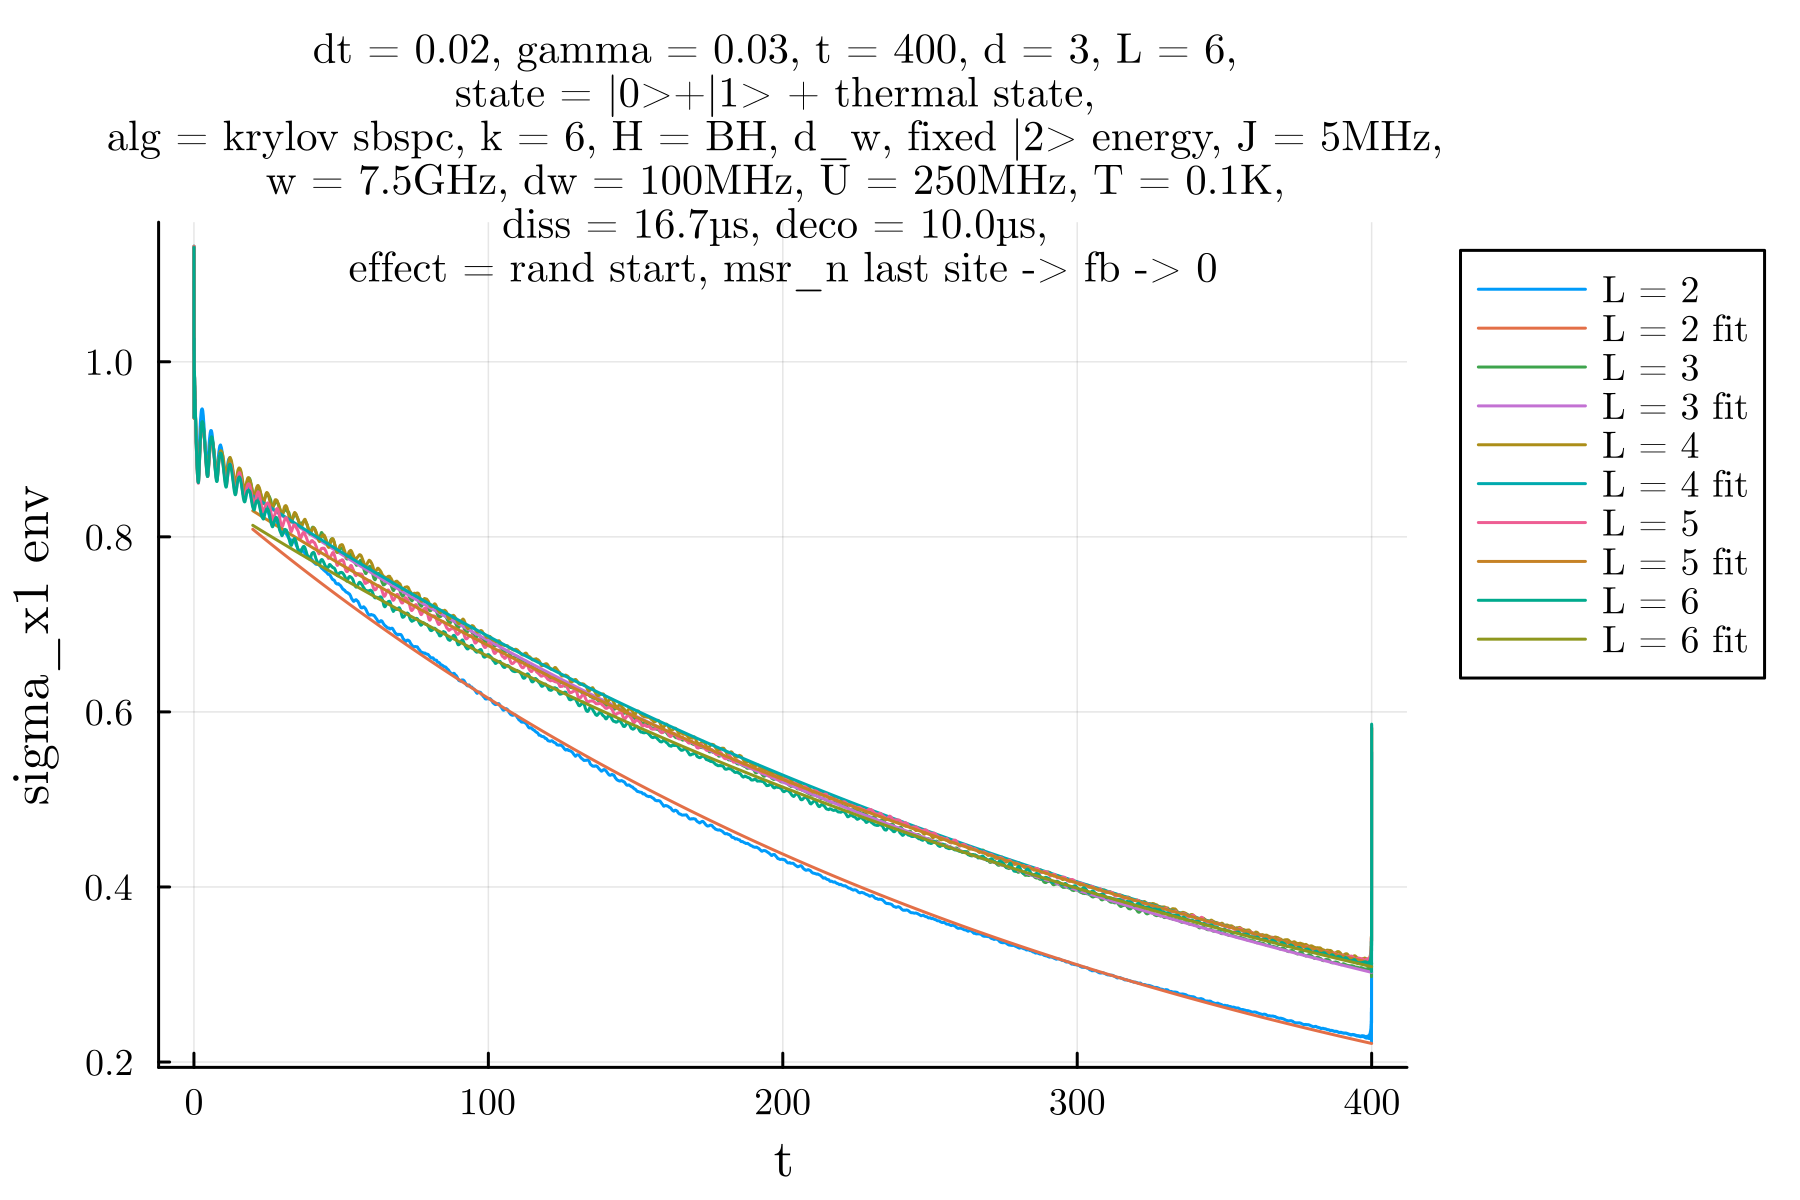 dt = 0.02, gamma = 0.03, t = 400, d = 3, L = 6,
state = |0>+|1> + thermal state,
alg = krylov sbspc, k = 6, H = BH, d_w, fixed |2> energy, J = 5MHz,
w = 7.5GHz, dw = 100MHz, U = 250MHz, T = 0.1K,
diss = 16.7µs, deco = 10.0µs,
effect = rand start, msr_n last site -> fb -> 0
L = 2
L = 2 fit
L = 3
L = 3 fit
L = 4
L = 4 fit
L = 5
L = 5 fit
L = 6
L = 6 fit
sigma_x1 env
1.0
0.8
0.6
0.4
0.2
0 100 200 300 400
t